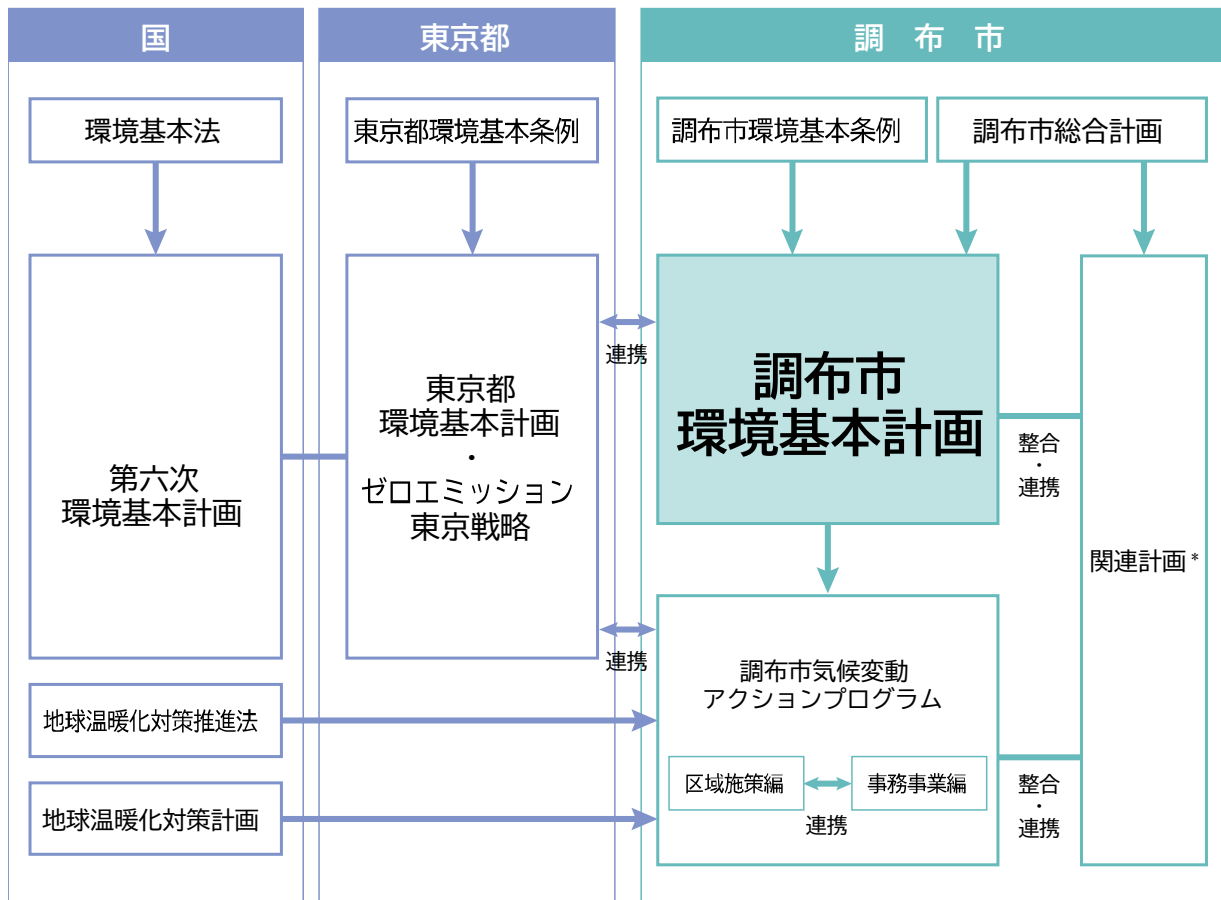 国
東京都
調 布 市
環境基本法
東京都環境基本条例
調布市環境基本条例
調布市総合計画
第六次
環境基本計画
東京都
環境基本計画
・
ゼロエミッション
東京戦略
連携
連携
調布市
環境基本計画
整合
・
連携
関連計画*
調布市気候変動
アクションプログラム
区域施策編
事務事業編
連携
整合
・
連携
地球温暖化対策推進法
地球温暖化対策計画